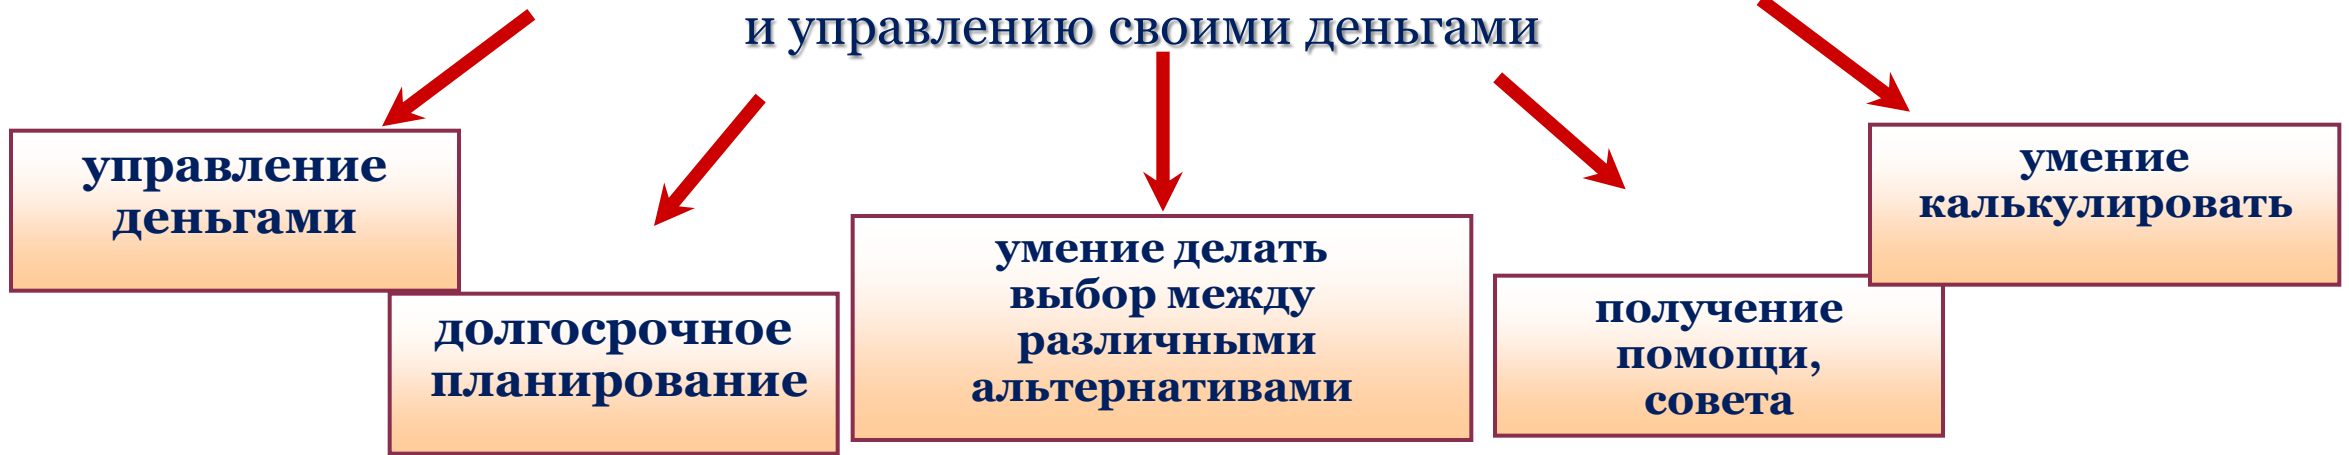 и управлению своими деньгами
управление
деньгами
долгосрочное
планирование
умение делать
выбор между
различными
альтернативами
получение
помощи,
совета
умение
калькулировать